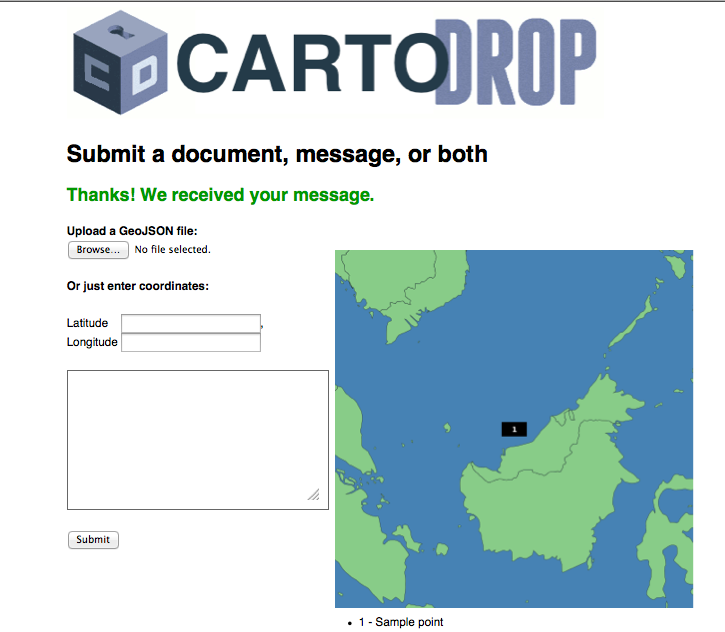 CD CARTODROP
Submit a document, message, or both
Thanks! We received your message.
Upload a GeoJSON file:
Browse... No file selected.
Or just enter coordinates:
Latitude ,
Longitude
1
Submit
1 - Sample point